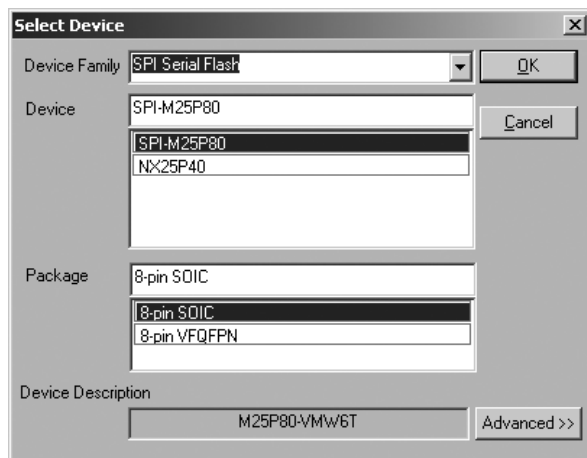 Select Device
Device Family SPI Serial Flash OK
Device SPI-M25P80
Cancel
SPI-M25P80
NX25P40
Package 8-pin SOIC
8-pin SOIC
8-pin VFQFPN
Device Description
M25P80-VMW6T Advanced >>